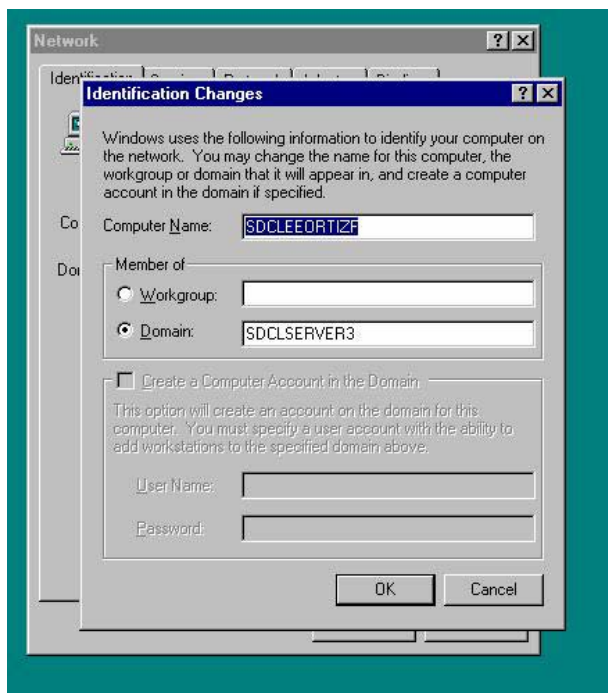 Network
Identification
Identification Changes
Windows uses the following information to identify your computer on
the network. You may change the name for this computer, the
workgroup or domain that it will appear in, and create a computer
account in the domain if specified.
Co
Computer Name: SDCLEEORTIZF
Member of
Do
Workgroup:
Domain: SDCLSERVER3
Create a Computer Account in the Domain
This option will create an account on the domain for this
computer. You must specify a user account with the ability to
add workstations to the specified domain above.
User Name:
Password:
OK Cancel